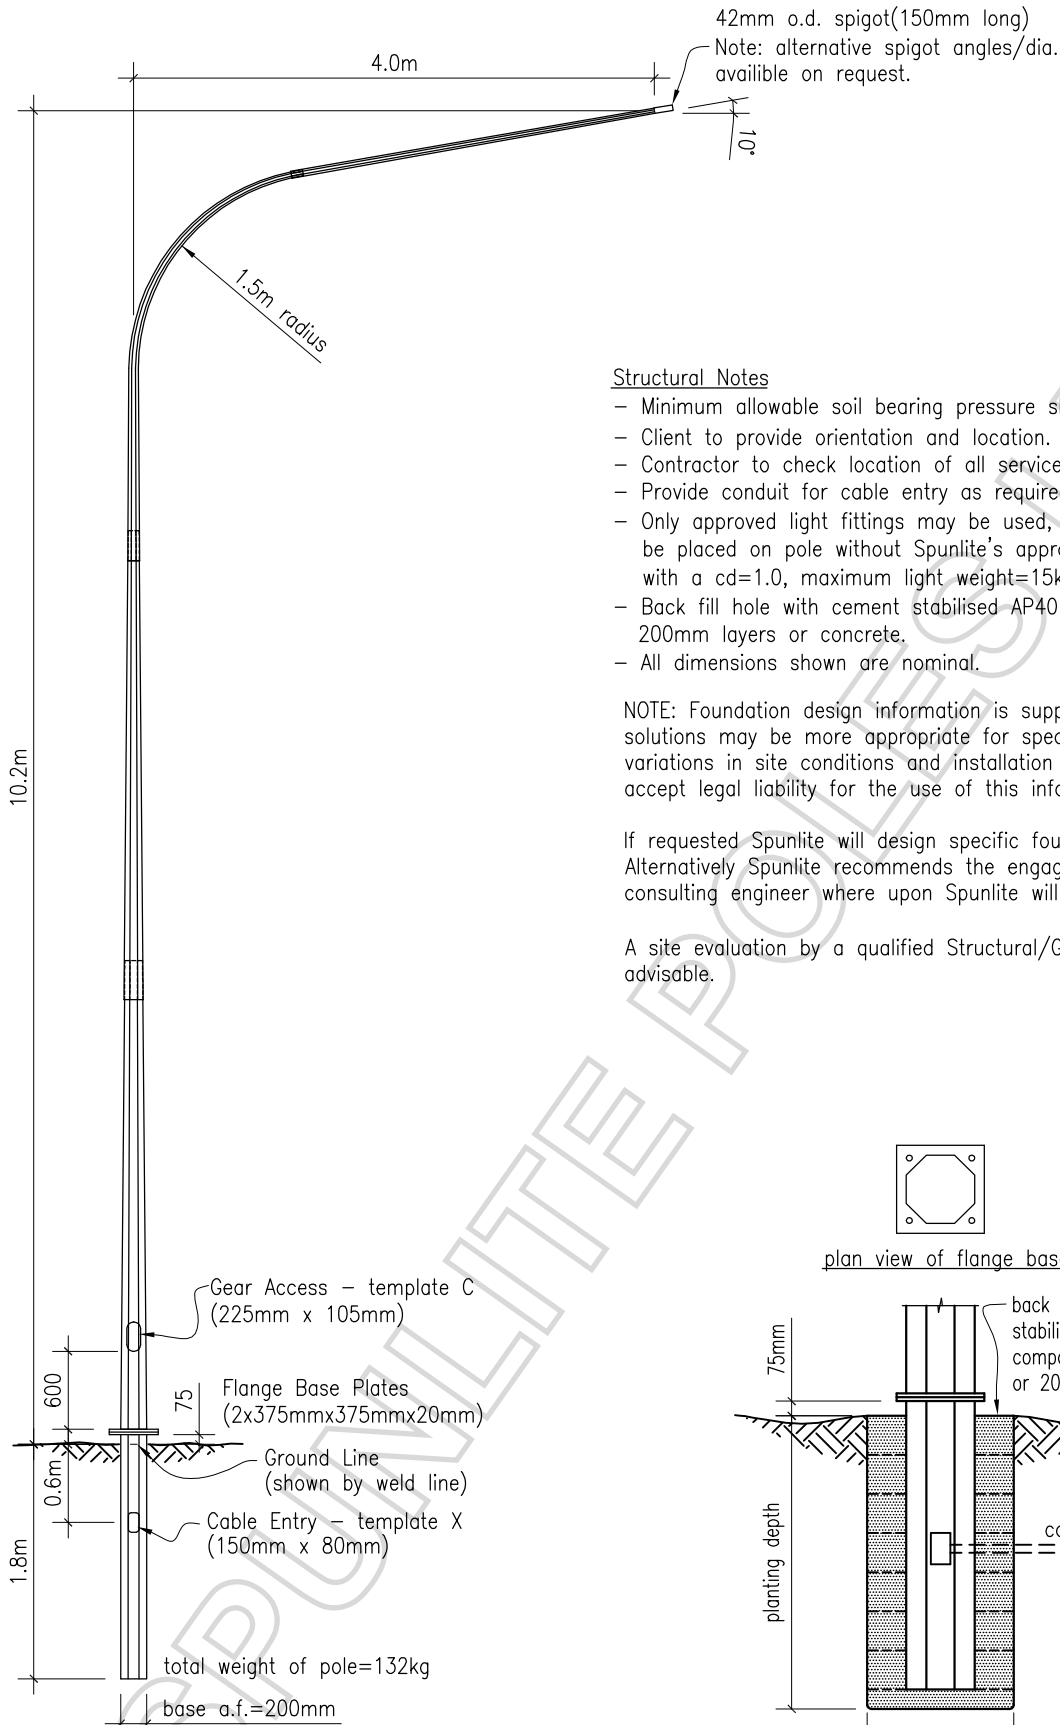 42mm o.d. spigot(150mm long)
Note: alternative spigot angles/dia.
availible on request.
4.0m
10°
1.5m radius
Structural Notes
- Minimum allowable soil bearing pressure
- Client to provide orientation and location.
- Contractor to check location of all service
- Provide conduit for cable entry as require
- Only approved light fittings may be used,
be placed on pole without Spunlite's appro
with a cd=1.0, maximum light weight=15k
- Back fill hole with cement stabilised AP40
200mm layers or concrete.
- All dimensions shown are nominal.
NOTE: Foundation design information is supp
solutions may be more appropriate for spec
variations in site conditions and installation
accept legal liability for the use of this info
If requested Spunlite will design specific fou
Alternatively Spunlite recommends the engag
consulting engineer where upon Spunlite will
A site evaluation by a qualified Structural/G
advisable.
10.2m
Gear Access - template C
(225mm x 105mm)
600
75
Flange Base Plates
(2x375mmx375mmx20mm)
Ground Line
(shown by weld line)
0.6m
Cable Entry - template X
(150mm x 80mm)
1.8m
total weight of pole=132kg
base a.f.=200mm
plan view of flange bas
75mm
back
stabili
compa
or 20
planting depth
co
SPUNLITE POLES